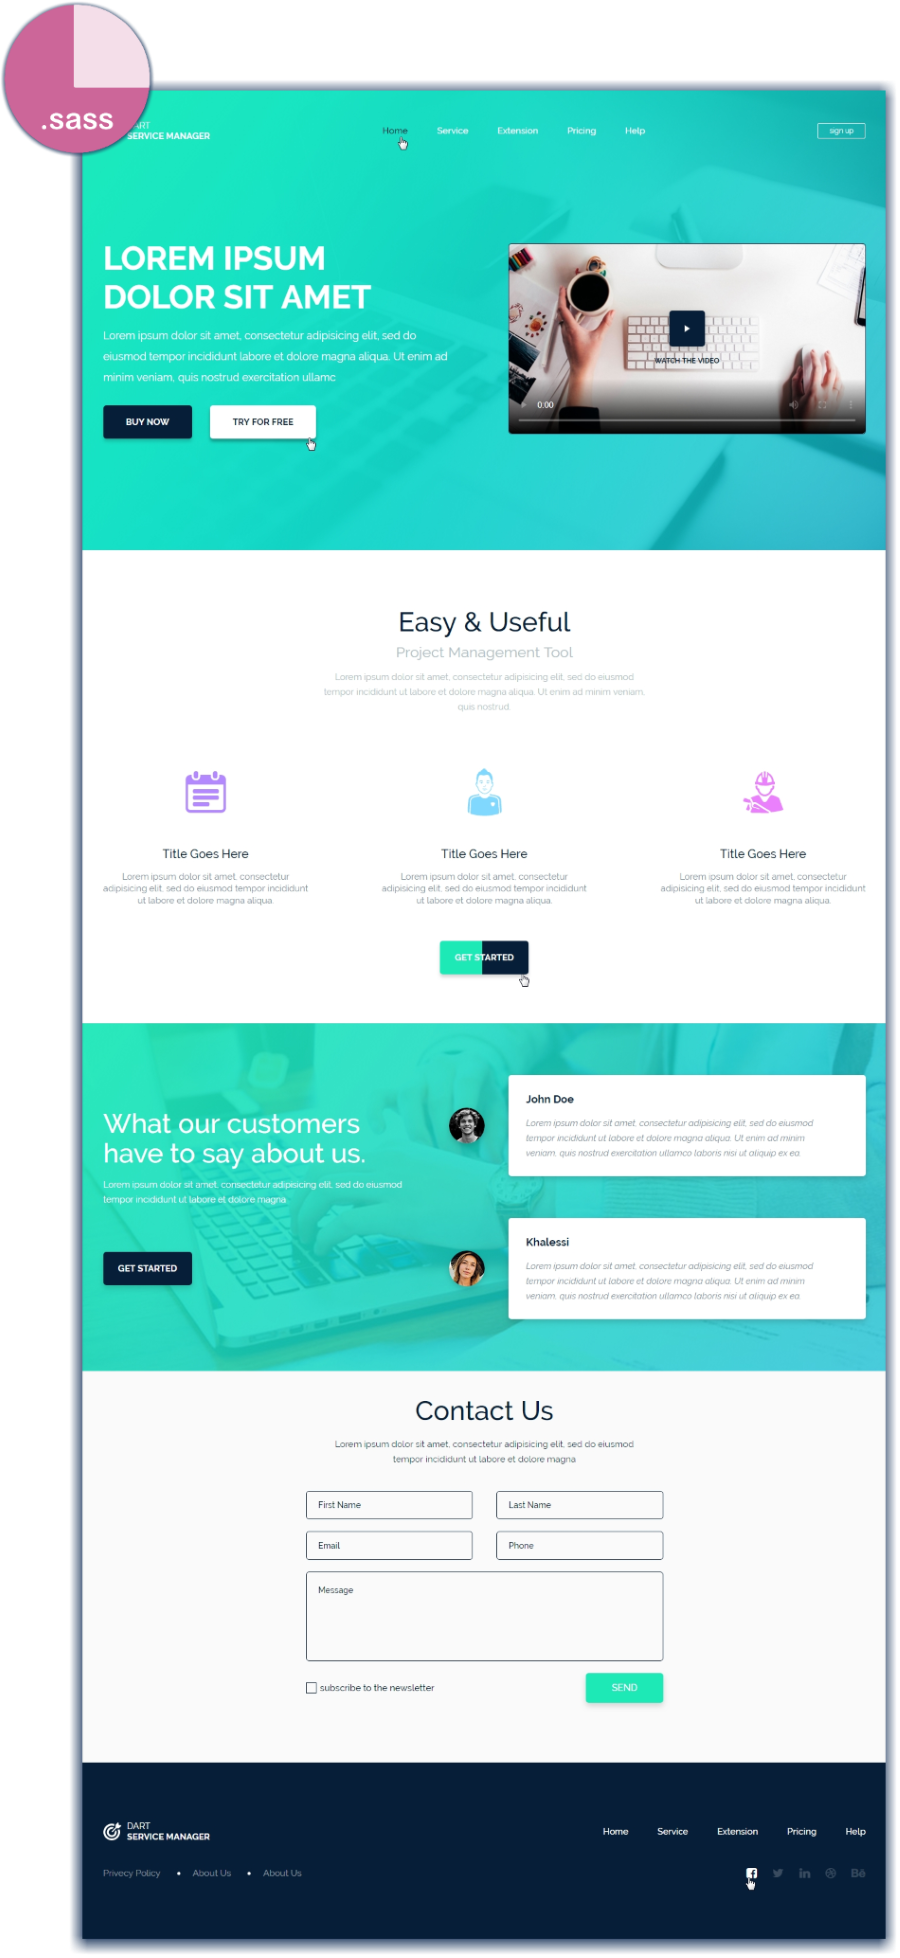 .sass
ART
SERVICE MANAGER
Home Service Extension Pricing Help
sign up
LOREM IPSUM
DOLOR SIT AMET
Lorem ipsum dolor sit amet, consectetur adipisicing elit, sed do
eiusmod tempor incididunt labore et dolore magna aliqua. Ut enim ad
minim veniam, quis nostrud exercitation ullamc
BUY NOW
TRY FOR FREE
WATCH THE VIDEO
0:00
Easy & Useful
Project Management Tool
Lorem ipsum dolor sit amet, consectetur adipisicing elit, sed do eiusmod
tempor incididunt ut labore et dolore magna aliqua. Ut enim ad minim veniam,
quis nostrud.
Title Goes Here
Lorem ipsum dolor sit amet, consectetur
adipisicing elit, sed do eiusmod tempor incididunt
ut labore et dolore magna aliqua.
Title Goes Here
Lorem ipsum dolor sit amet, consectetur
adipisicing elit, sed do eiusmod tempor incididunt
ut labore et dolore magna aliqua.
Title Goes Here
Lorem ipsum dolor sit amet, consectetur
adipisicing elit, sed do eiusmod tempor incididunt
ut labore et dolore magna aliqua.
GET STARTED
What our customers
have to say about us.
Lorem ipsum dolor sit amet, consectetur adipisicing elit, sed do eiusmod
tempor incididunt ut labore et dolore magna
GET STARTED
John Doe
Lorem ipsum dolor sit amet, consectetur adipisicing elit, sed do eiusmod
tempor incididunt ut labore et dolore magna aliqua. Ut enim ad minim
veniam, quis nostrud exercitation ullamco laboris nisi ut aliquip ex ea.
Khalessi
Lorem ipsum dolor sit amet, consectetur adipisicing elit, sed do eiusmod
tempor incididunt ut labore et dolore magna aliqua. Ut enim ad minim
veniam, quis nostrud exercitation ullamco laboris nisi ut aliquip ex ea.
Contact Us
Lorem ipsum dolor sit amet, consectetur adipisicing elit, sed do eiusmod
tempor incididunt ut labore et dolore magna
First Name
Last Name
Email
Phone
Message
subscribe to the newsletter
SEND
DART
SERVICE MANAGER
Home Service Extension Pricing Help
Privecy Policy • About Us • About Us